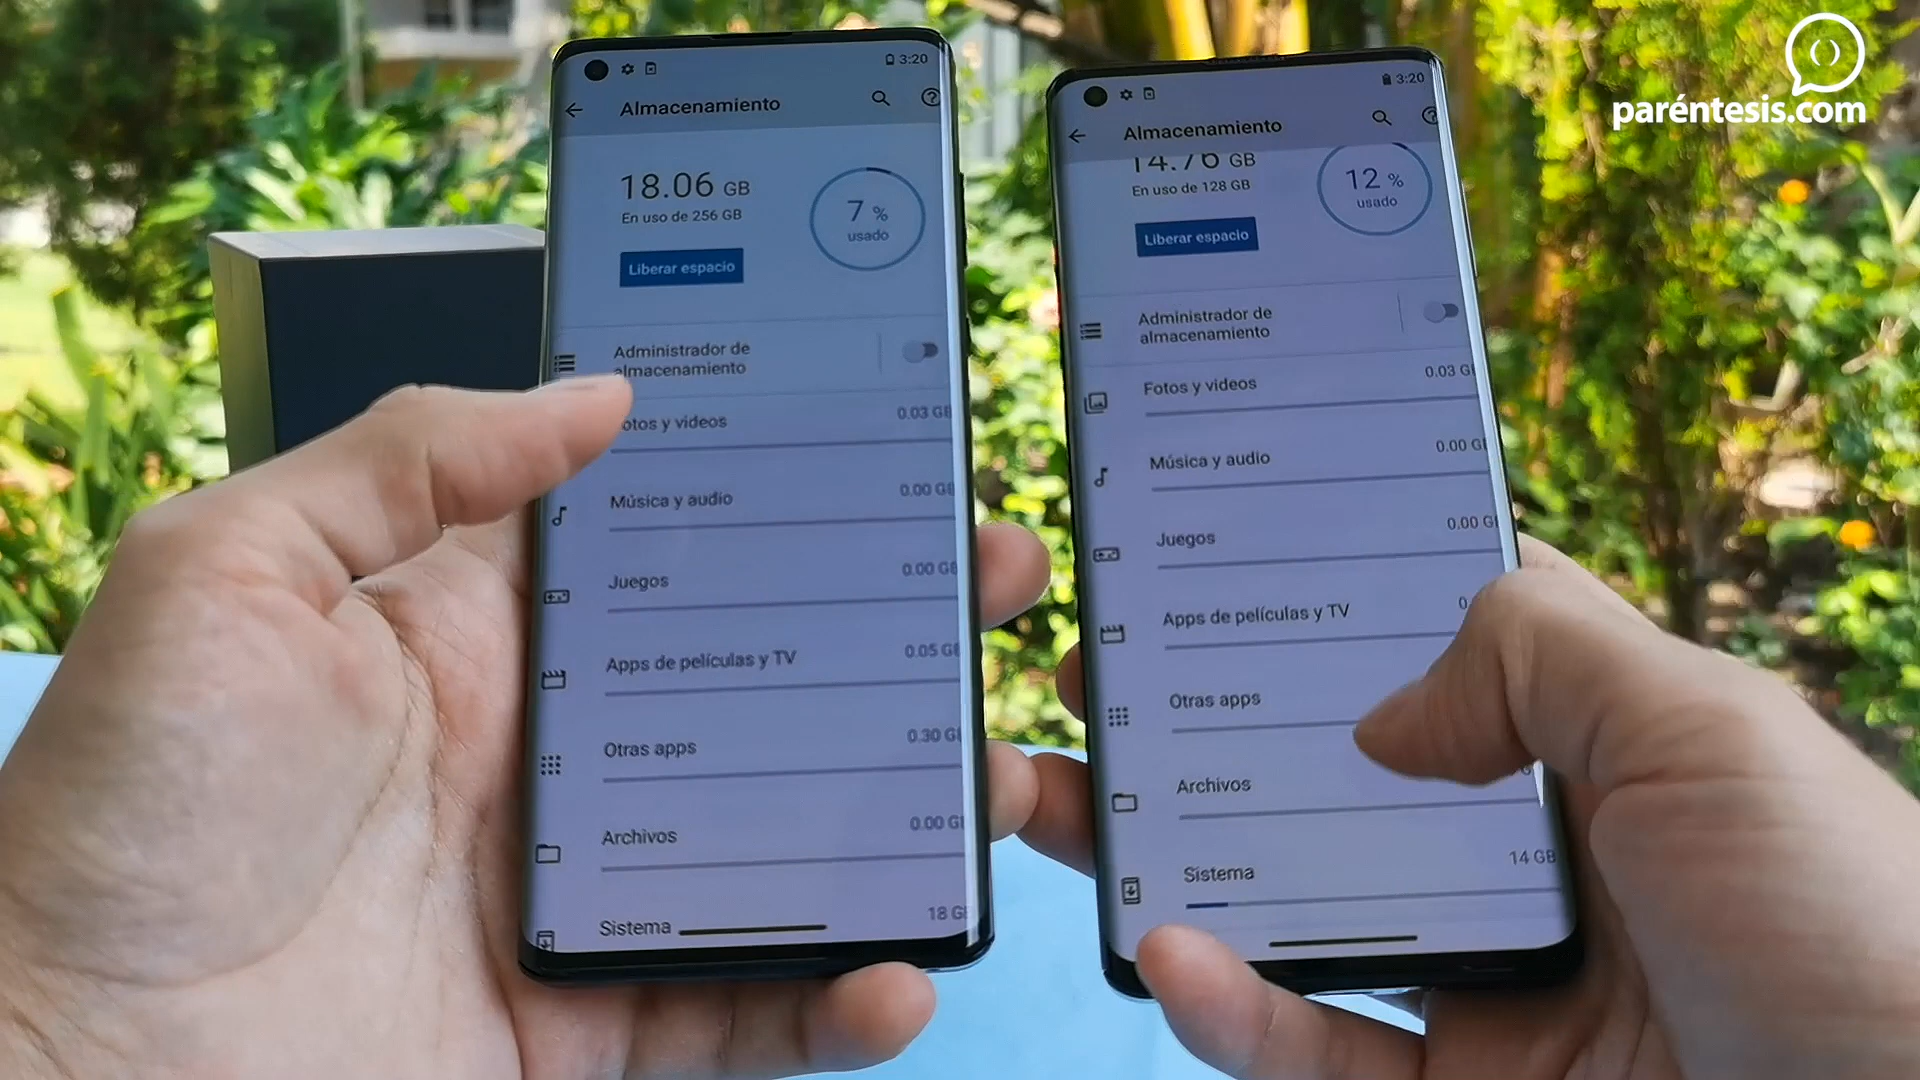 paréntesis.com
3:20
Almacenamiento
18.06 GB
En uso de 256 GB
7 %
usado
Liberar espacio
Administrador de
almacenamiento
otos y videos
0.03 GB
Música y audio
0.00 GB
Juegos
0.00 GB
Apps de películas y TV
0.05 GB
Otras apps
0.30 GB
Archivos
0.00 GB
Sistema
18 GB
3:20
Almacenamiento
14.76 GB
En uso de 128 GB
12 %
usado
Liberar espacio
Administrador de
almacenamiento
Fotos y videos
0.03 GB
Música y audio
0.00 GB
Juegos
0.00 GB
Apps de películas y TV
0.
Otras apps
Archivos
Sistema
14 GB